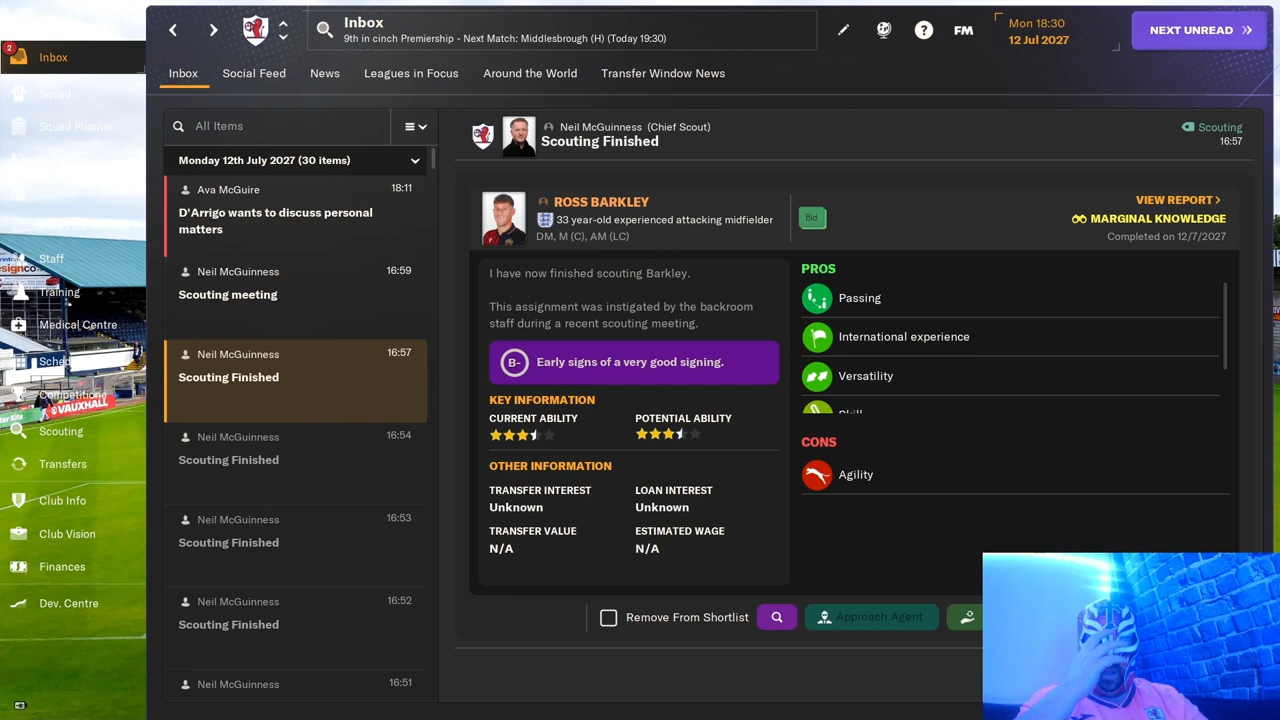 Inbox
9th in cinch Premiership - Next Match: Middlesbrough (H) (Today 19:30)
?
FM
Mon 18:30
12 Jul 2027
NEXT UNREAD
2
Inbox
Squad
Squad Planner
Staff
Training
Medical Centre
Sched
Competitions
Scouting
Transfers
Club Info
Club Vision
Finances
Dev. Centre
VAUXHALL
Inbox
Social Feed
News
Leagues in Focus
Around the World
Transfer Window News
All Items
Monday 12th July 2027 (30 items)
Ava McGuire
18:11
D'Arrigo wants to discuss personal
matters
Neil McGuinness
16:59
Scouting meeting
Neil McGuinness
16:57
Scouting Finished
Neil McGuinness
16:54
Scouting Finished
Neil McGuinness
16:53
Scouting Finished
Neil McGuinness
16:52
Scouting Finished
Neil McGuinness
16:51
Neil McGuinness (Chief Scout)
Scouting Finished
Scouting
16:57
ROSS BARKLEY
33 year-old experienced attacking midfielder
DM, M (C), AM (LC)
Bid
VIEW REPORT
MARGINAL KNOWLEDGE
Completed on 12/7/2027
I have now finished scouting Barkley.
This assignment was instigated by the backroom
staff during a recent scouting meeting.
B-
Early signs of a very good signing.
KEY INFORMATION
CURRENT ABILITY
POTENTIAL ABILITY
OTHER INFORMATION
TRANSFER INTEREST
LOAN INTEREST
Unknown
Unknown
TRANSFER VALUE
ESTIMATED WAGE
N/A
N/A
PROS
Passing
International experience
Versatility
Skill
CONS
Agility
Remove From Shortlist
Approach Agent